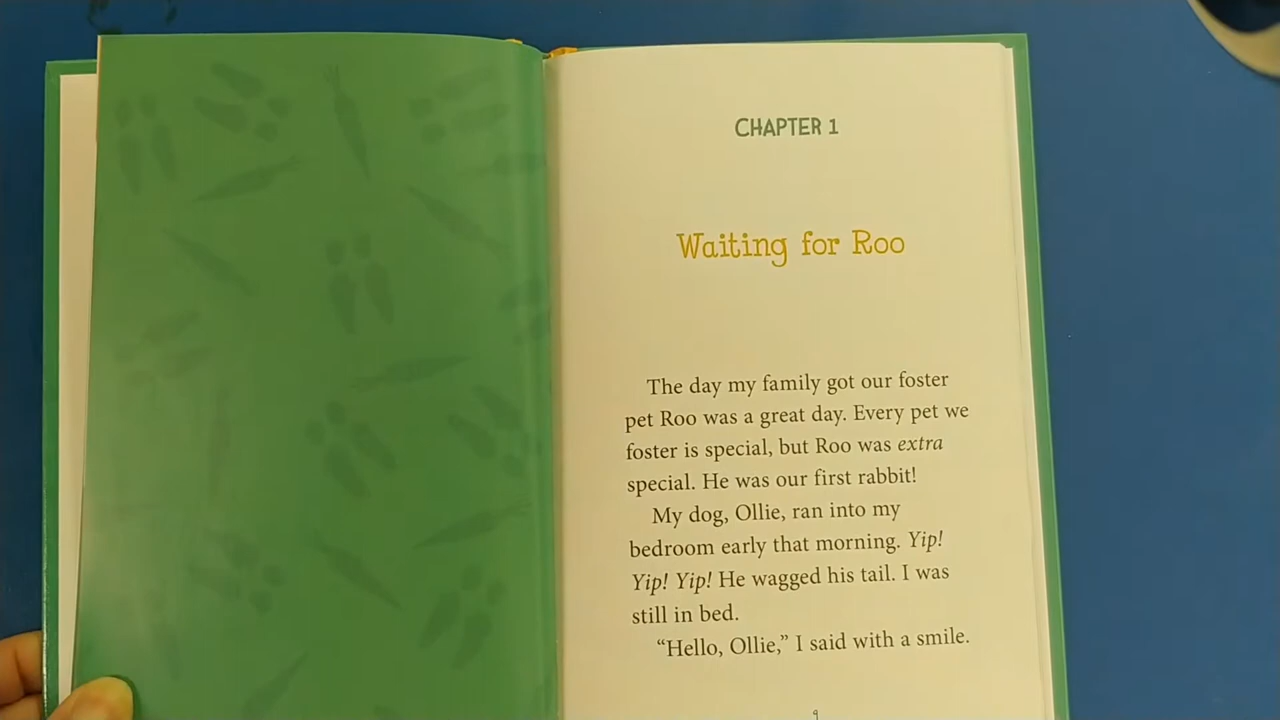 CHAPTER 1
Waiting for Roo
The day my family got our foster
pet Roo was a great day. Every pet we
foster is special, but Roo was extra
special. He was our first rabbit!
My dog, Ollie, ran into my
bedroom early that morning. Yip!
Yip! Yip! He wagged his tail. I was
still in bed.
“Hello, Ollie,” I said with a smile.
9